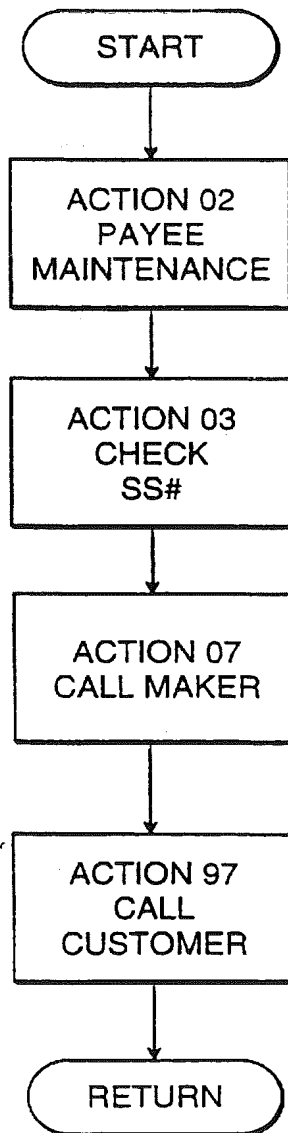 START
ACTION 02
PAYEE
MAINTENANCE
ACTION 03
CHECK
SS#
ACTION 07
CALL MAKER
ACTION 97
CALL
CUSTOMER
RETURN